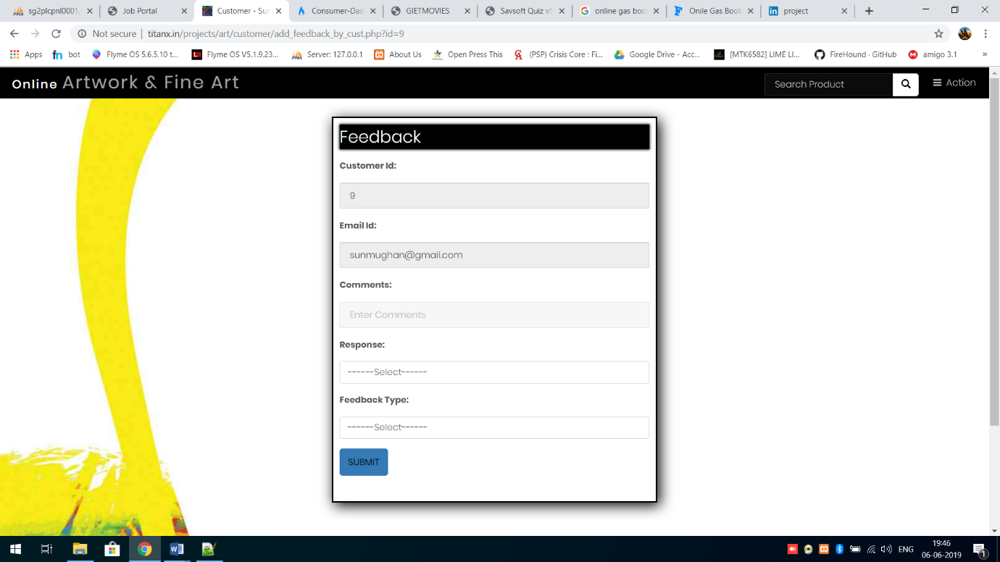 sg2plcpnl0001.
Job Portal
Customer - Sun
Consumer-Das
GIETMOVIES
Savsoft Quiz v5
online gas book
Onile Gas Book
project
Not secure | titanx.in/projects/art/customer/add_feedback_by_cust.php?id=9
Apps
bot
Flyme OS 5.6.5.10 t...
Flyme OS V5.1.9.23...
Server: 127.0.0.1
About Us
Open Press This
(PSP) Crisis Core : Fi...
Google Drive - Acc...
[MTK6582] LIME LI...
FireHound · GitHub
amigo 3.1
»
Online Artwork & Fine Art
Search Product
Action
Feedback
Customer Id:
9
Email Id:
sunmughan@gmail.com
Comments:
Enter Comments
Response:
------Select------
Feedback Type:
------Select------
SUBMIT
ENG
19:46
06-06-2019
1